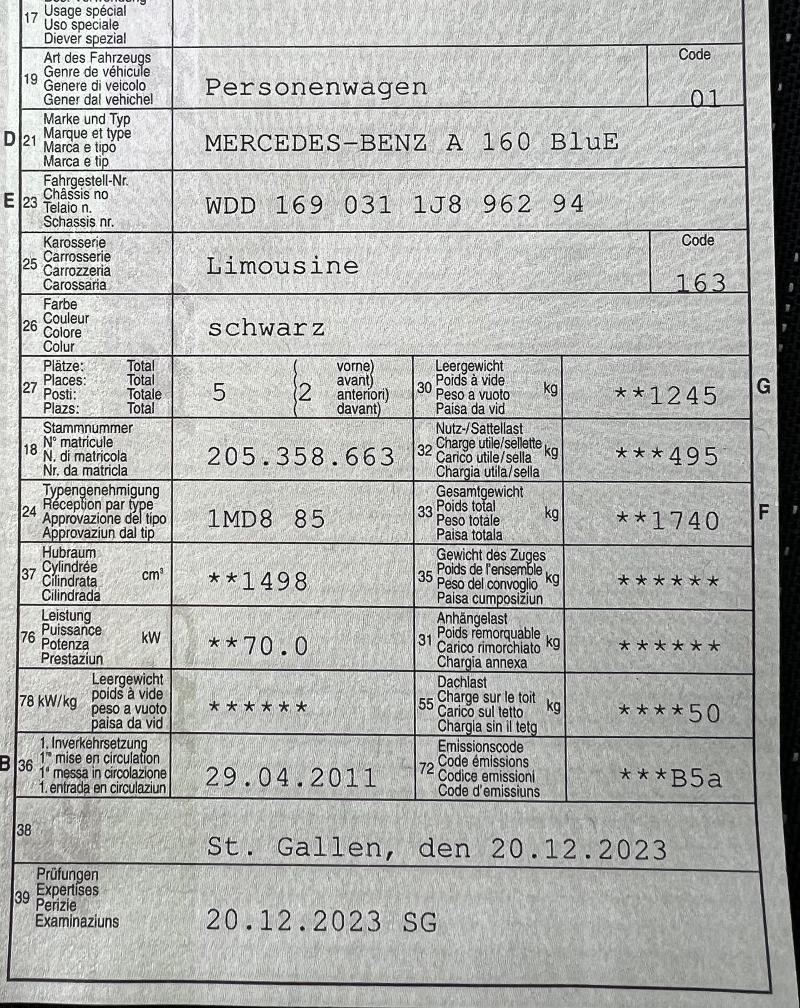 17 Usage spécial
Uso speciale
Diever spezial
19 Art des Fahrzeugs
Genre de véhicule
Genere di veicolo
Gener dal vehichel
Personenwagen
Code
01
D 21 Marke und Typ
Marque et type
Marca e tipo
Marca e tip
MERCEDES-BENZ A 160 BluE
E 23 Fahrgestell-Nr.
Châssis no
Telaio n.
Schassis nr.
WDD 169 031 1J8 962 94
25 Karosserie
Carrosserie
Carrozzeria
Carossaria
Limousine
Code
163
26 Farbe
Couleur
Colore
Colur
schwarz
27 Plätze: Total
Places: Total
Posti: Totale
Plazs: Total
5 (2 vorne)
avant)
anteriori)
davant)
30 Leergewicht
Poids à vide
Peso a vuoto
Paisa da vid
kg
**1245
G
18 Stammnummer
N° matricule
N. di matricola
Nr. da matricla
205.358.663
32 Nutz-/Sattellast
Charge utile/sellette
Carico utile/sella
Chargia utila/sella
kg
***495
24 Typengenehmigung
Réception par type
Approvazione del tipo
Approvaziun dal tip
1MD8 85
33 Gesamtgewicht
Poids total
Peso totale
Paisa totala
kg
**1740
F
37 Hubraum
Cylindrée
Cilindrata
Cilindrada
cm³
**1498
35 Gewicht des Zuges
Poids de l'ensemble
Peso del convoglio
Paisa cumposiziun
kg
******
76 Leistung
Puissance
Potenza
Prestaziun
kW
**70.0
31 Anhängelast
Poids remorquable
Carico rimorchiato
Chargia annexa
kg
******
78 kW/kg Leergewicht
poids à vide
peso a vuoto
paisa da vid
******
55 Dachlast
Charge sur le toit
Carico sul tetto
Chargia sin il tetg
kg
****50
B 36 1. Inverkehrsetzung
1re mise en circulation
1a messa in circolazione
1. entrada en circulaziun
29.04.2011
72 Emissionscode
Code émissions
Codice emissioni
Code d'emissiuns
***B5a
38
St. Gallen, den 20.12.2023
39 Prüfungen
Expertises
Perizie
Examinaziuns
20.12.2023 SG